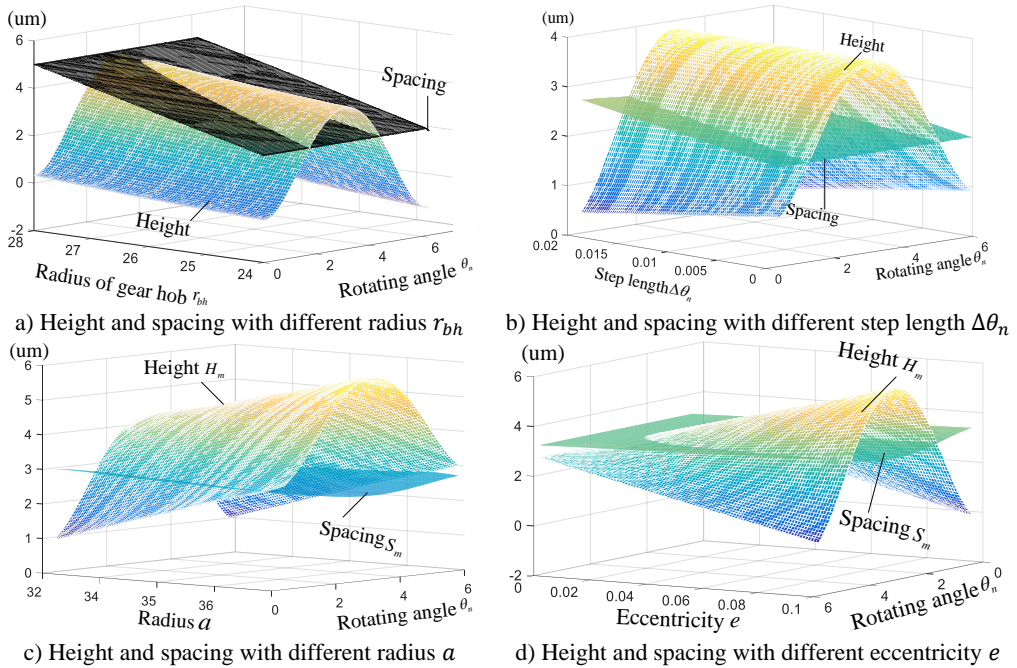 (um)
6
4
2
0
-2
28
27
26
25
24
0
2
4
6
Spacing
Height
Radius of gear hob r_bh
Rotating angle θ_n
a) Height and spacing with different radius r_bh
(um)
4
3
2
1
0
0.02
0.015
0.01
0.005
0
0
2
4
6
Height
Spacing
Step length Δθ_n
Rotating angle θ_n
b) Height and spacing with different step length Δθ_n
(um)
6
5
4
3
2
1
0
32
34
35
36
0
2
4
6
Height H_m
Spacing S_m
Radius a
Rotating angle θ_n
c) Height and spacing with different radius a
(um)
6
4
2
0
-2
0
0.02
0.04
0.06
0.08
0.1
6
4
2
0
Height H_m
Spacing S_m
Eccentricity e
Rotating angle θ_n
d) Height and spacing with different eccentricity e